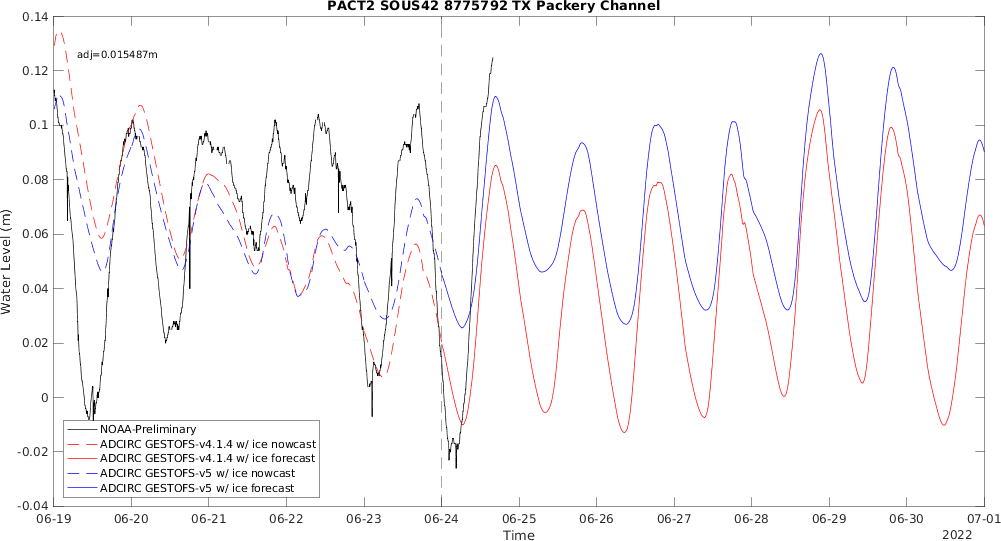 PACT2 SOUS42 8775792 TX Packery Channel
adj=0.015487m
0.14
0.12
0.1
0.08
0.06
0.04
0.02
0
-0.02
-0.04
Water Level (m)
NOAA-Preliminary
ADCIRC GESTOFS-v4.1.4 w/ ice nowcast
ADCIRC GESTOFS-v4.1.4 w/ ice forecast
ADCIRC GESTOFS-v5 w/ ice nowcast
ADCIRC GESTOFS-v5 w/ ice forecast
06-19 06-20 06-21 06-22 06-23 06-24 06-25 06-26 06-27 06-28 06-29 06-30 07-01
Time
2022